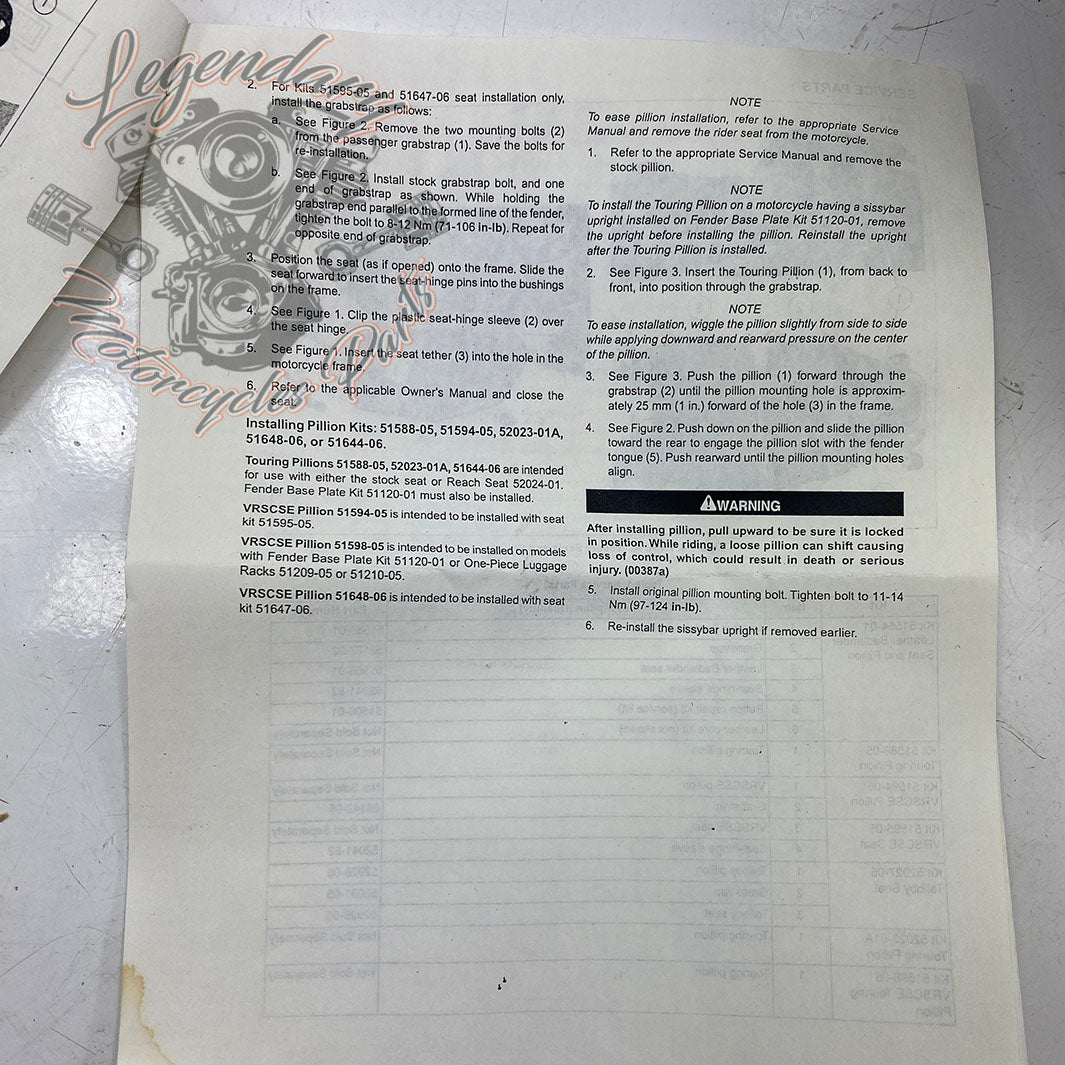 Legendary
Motorcycles Parts
2. For Kits 51595-05 and 51647-06 seat installation only,
install the grabstrap as follows:
a. See Figure 2. Remove the two mounting bolts (2)
from the passenger grabstrap (1). Save the bolts for
re-installation.
b. See Figure 2. Install stock grabstrap bolt, and one
end of grabstrap as shown. While holding the
grabstrap end parallel to the formed line of the fender,
tighten the bolt to 8-12 Nm (71-106 in-lb). Repeat for
opposite end of grabstrap.
3. Position the seat (as if opened) onto the frame. Slide the
seat forward to insert the seat-hinge pins into the bushings
on the frame.
4. See Figure 1. Clip the plastic seat-hinge sleeve (2) over
the seat hinge.
5. See Figure 1. Insert the seat tether (3) into the hole in the
motorcycle frame.
6. Refer to the applicable Owner's Manual and close the
seat.
Installing Pillion Kits: 51588-05, 51594-05, 52023-01A,
51648-06, or 51644-06.
Touring Pillions 51588-05, 52023-01A, 51644-06 are intended
for use with either the stock seat or Reach Seat 52024-01.
Fender Base Plate Kit 51120-01 must also be installed.
VRSCSE Pillion 51594-05 is intended to be installed with seat
kit 51595-05.
VRSCSE Pillion 51598-05 is intended to be installed on models
with Fender Base Plate Kit 51120-01 or One-Piece Luggage
Racks 51209-05 or 51210-05.
VRSCSE Pillion 51648-06 is intended to be installed with seat
kit 51647-06.
NOTE
To ease pillion installation, refer to the appropriate Service
Manual and remove the rider seat from the motorcycle.
1. Refer to the appropriate Service Manual and remove the
stock pillion.
NOTE
To install the Touring Pillion on a motorcycle having a sissybar
upright installed on Fender Base Plate Kit 51120-01, remove
the upright before installing the pillion. Reinstall the upright
after the Touring Pillion is installed.
2. See Figure 3. Insert the Touring Pillion (1), from back to
front, into position through the grabstrap.
NOTE
To ease installation, wiggle the pillion slightly from side to side
while applying downward and rearward pressure on the center
of the pillion.
3. See Figure 3. Push the pillion (1) forward through the
grabstrap (2) until the pillion mounting hole is approxim-
ately 25 mm (1 in.) forward of the hole (3) in the frame.
4. See Figure 2. Push down on the pillion and slide the pillion
toward the rear to engage the pillion slot with the fender
tongue (5). Push rearward until the pillion mounting holes
align.
WARNING
After installing pillion, pull upward to be sure it is locked
in position. While riding, a loose pillion can shift causing
loss of control, which could result in death or serious
injury. (00387a)
5. Install original pillion mounting bolt. Tighten bolt to 11-14
Nm (97-124 in-lb).
6. Re-install the sissybar upright if removed earlier.